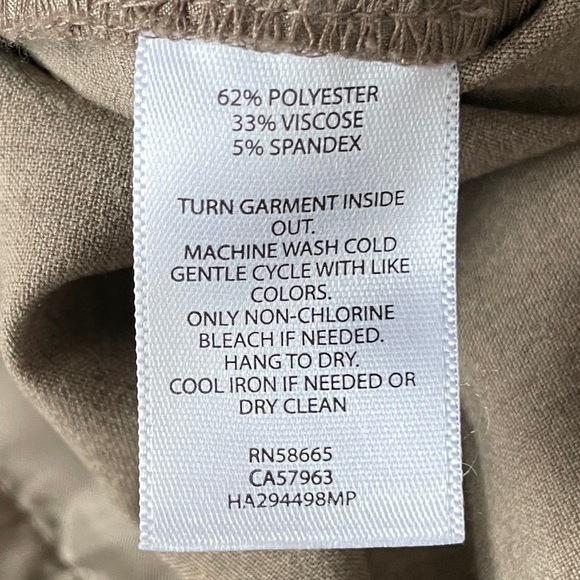 62% POLYESTER
33% VISCOSE
5% SPANDEX
TURN GARMENT INSIDE
OUT.
MACHINE WASH COLD
GENTLE CYCLE WITH LIKE
COLORS.
ONLY NON-CHLORINE
BLEACH IF NEEDED.
HANG TO DRY.
COOL IRON IF NEEDED OR
DRY CLEAN
RN58665
CA57963
HA294498MP